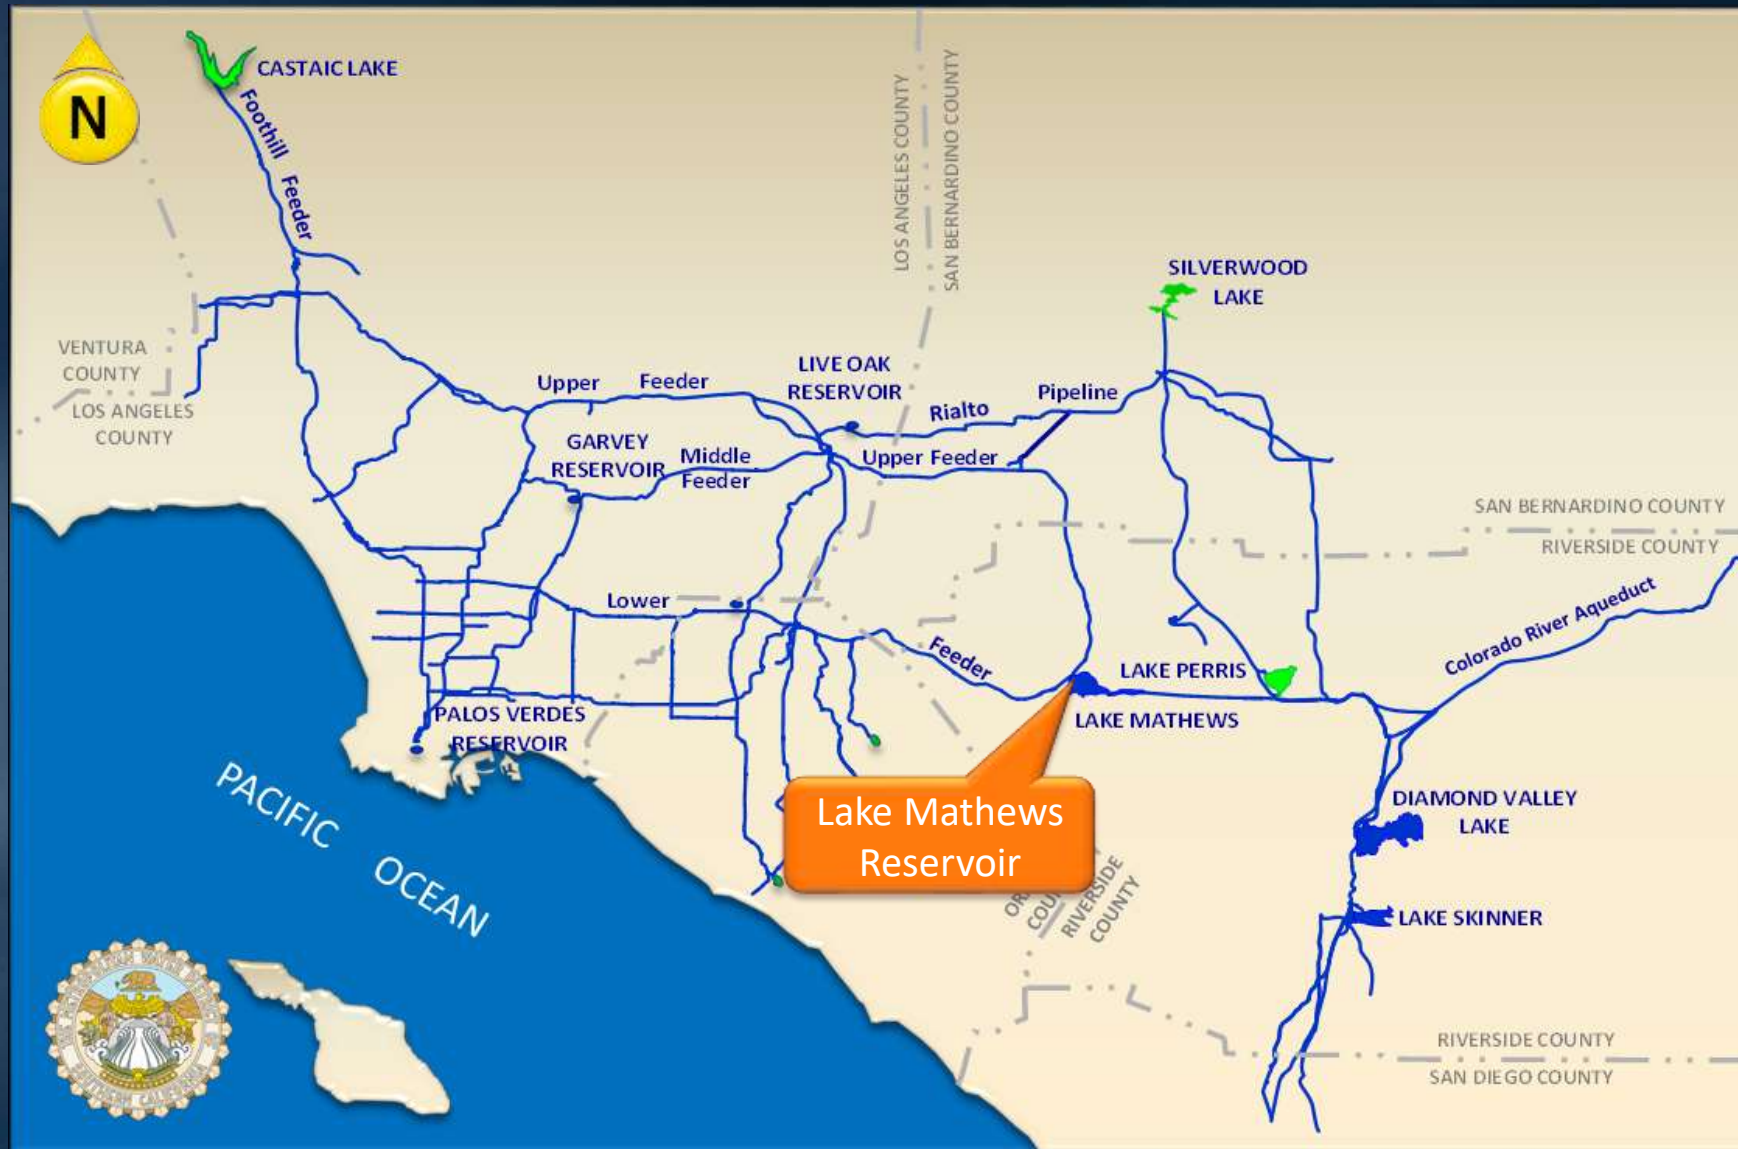 N
CASTAIC LAKE
Foothill Feeder
LOS ANGELES COUNTY
SAN BERNARDINO COUNTY
SILVERWOOD
LAKE
VENTURA
COUNTY
LOS ANGELES
COUNTY
LIVE OAK
RESERVOIR
Upper Feeder
Rialto Pipeline
GARVEY
RESERVOIR
Middle
Feeder
Upper Feeder
SAN BERNARDINO COUNTY
RIVERSIDE COUNTY
Colorado River Aqueduct
Lower
Feeder
LAKE PERRIS
LAKE MATHEWS
PALOS VERDES
RESERVOIR
PACIFIC OCEAN
Lake Mathews
Reservoir
DIAMOND VALLEY
LAKE
RIVERSIDE
COUNTY
LAKE SKINNER
RIVERSIDE COUNTY
SAN DIEGO COUNTY
SOUTHERN CALIFORNIA